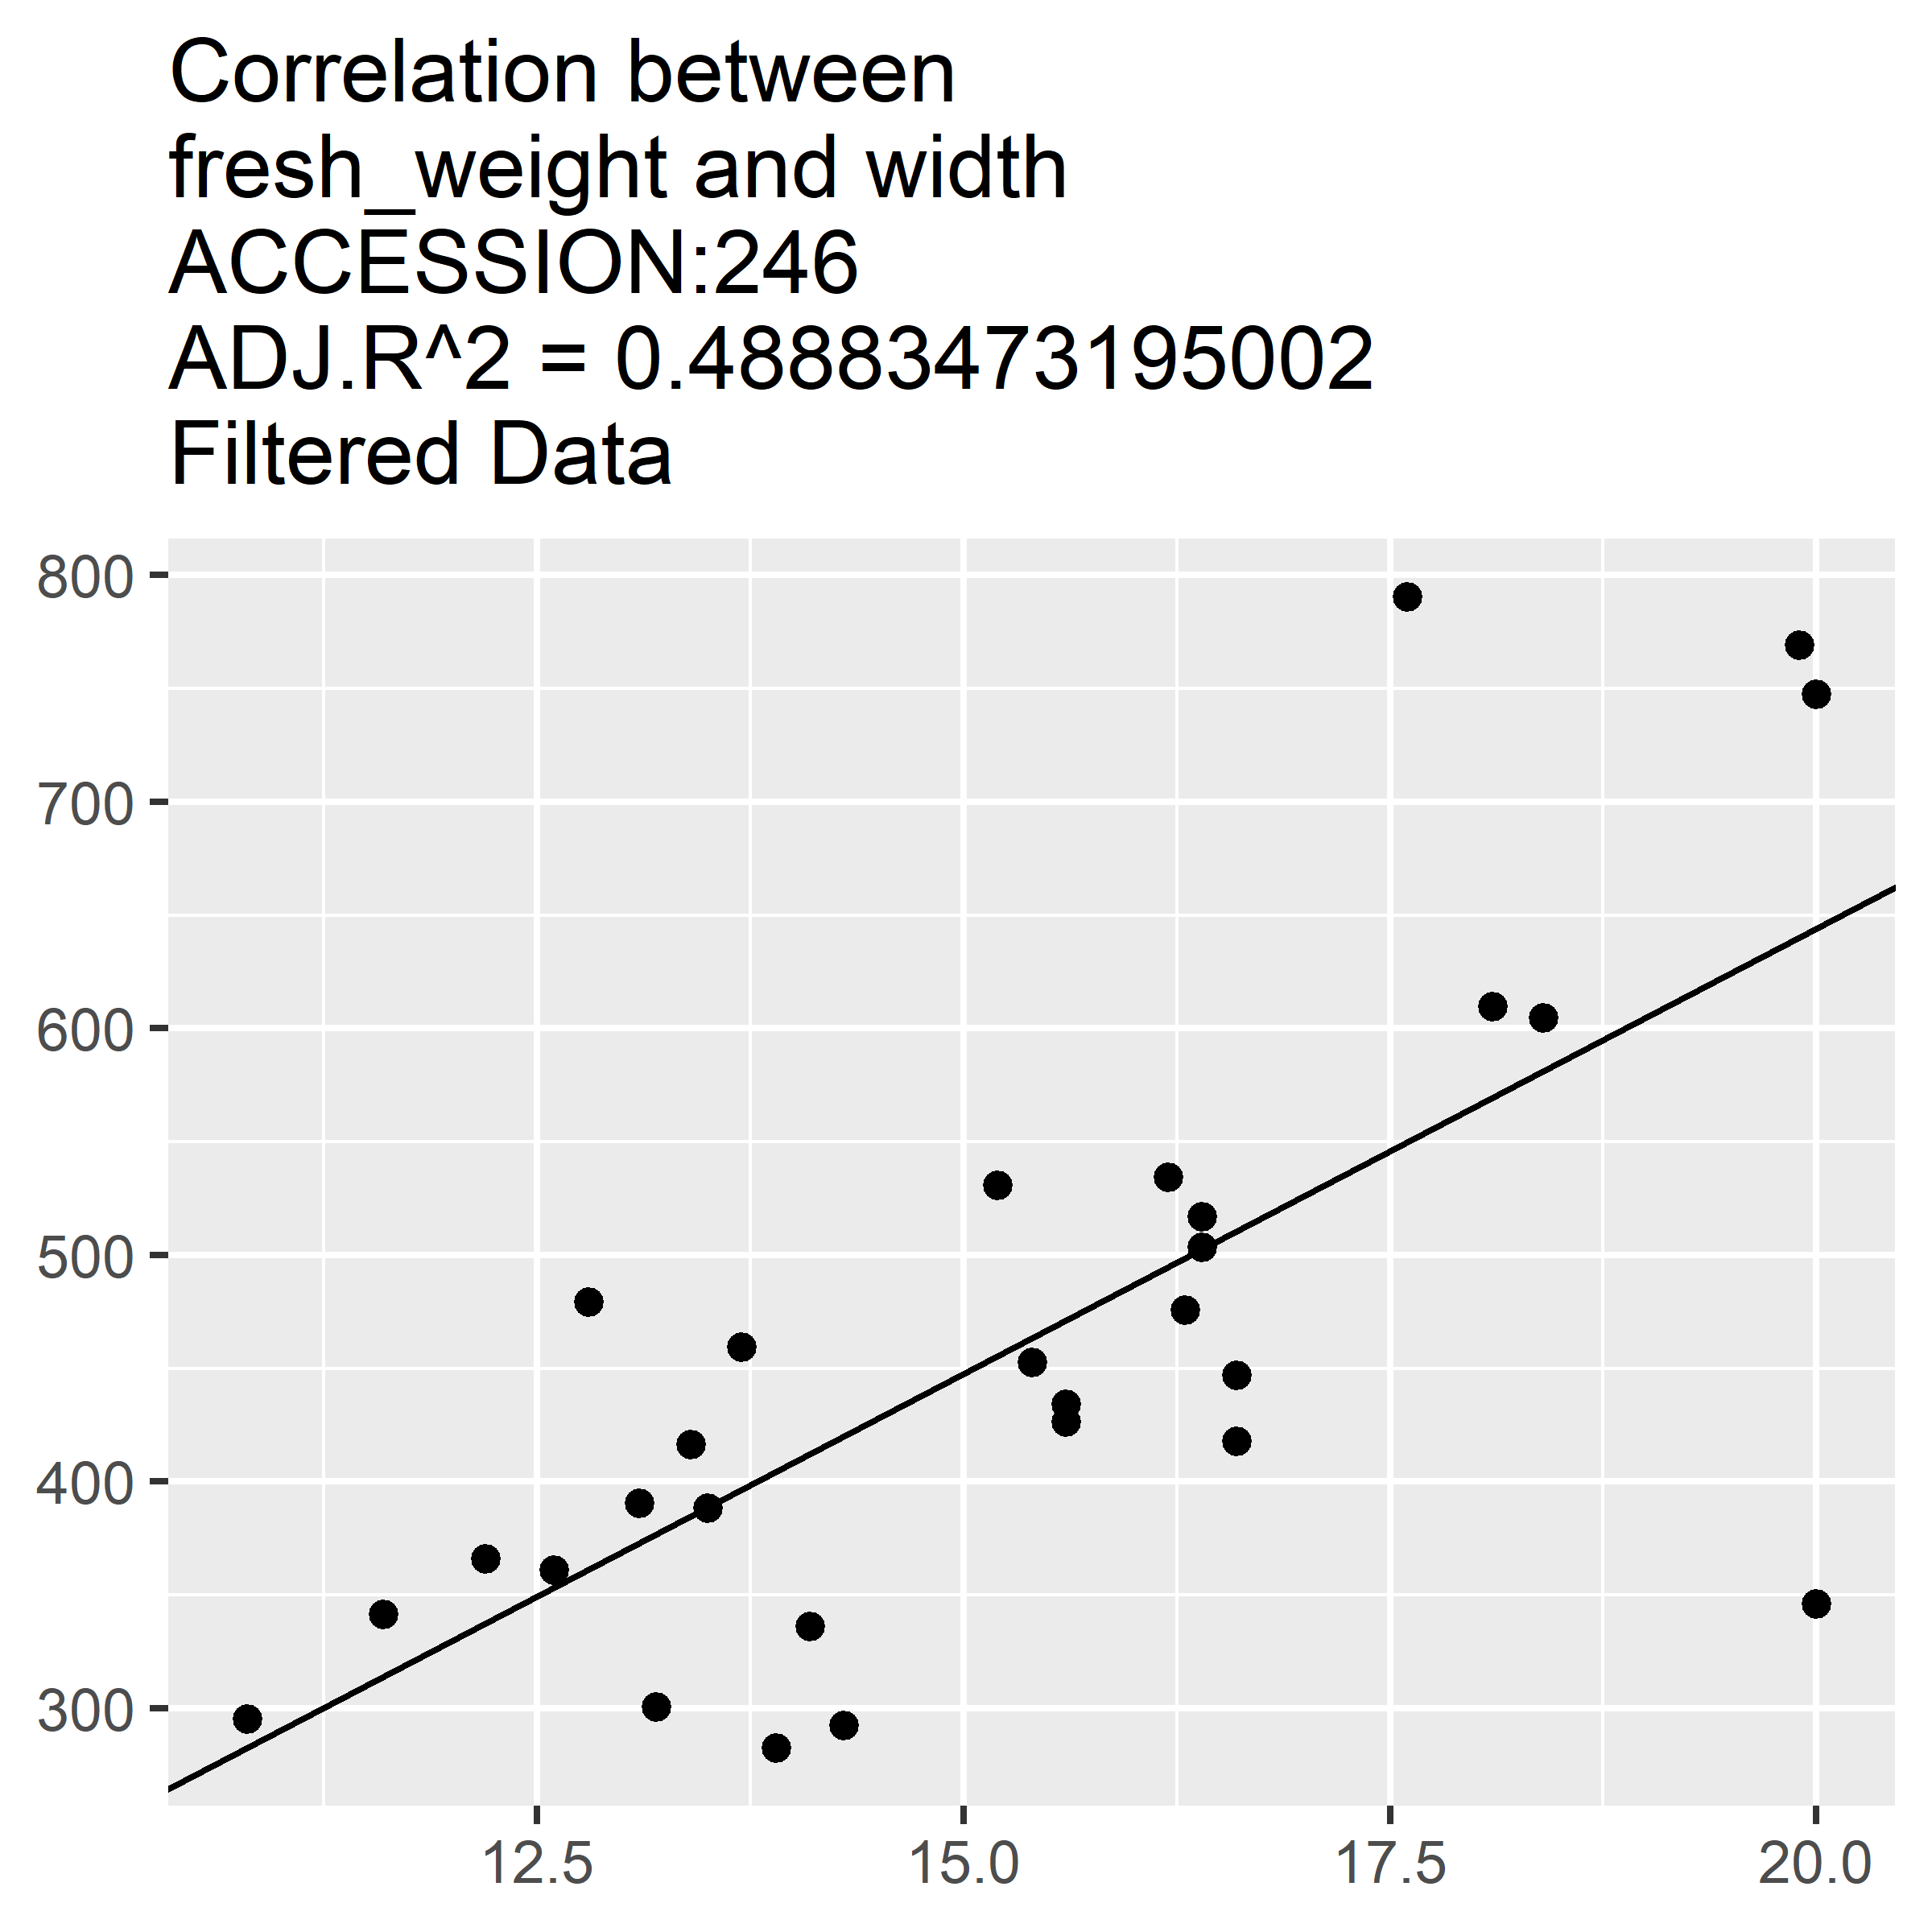 Correlation between
fresh_weight and width
ACCESSION:246
ADJ.R^2 = 0.48883473195002
Filtered Data
800
700
600
500
400
300
12.5 15.0 17.5 20.0